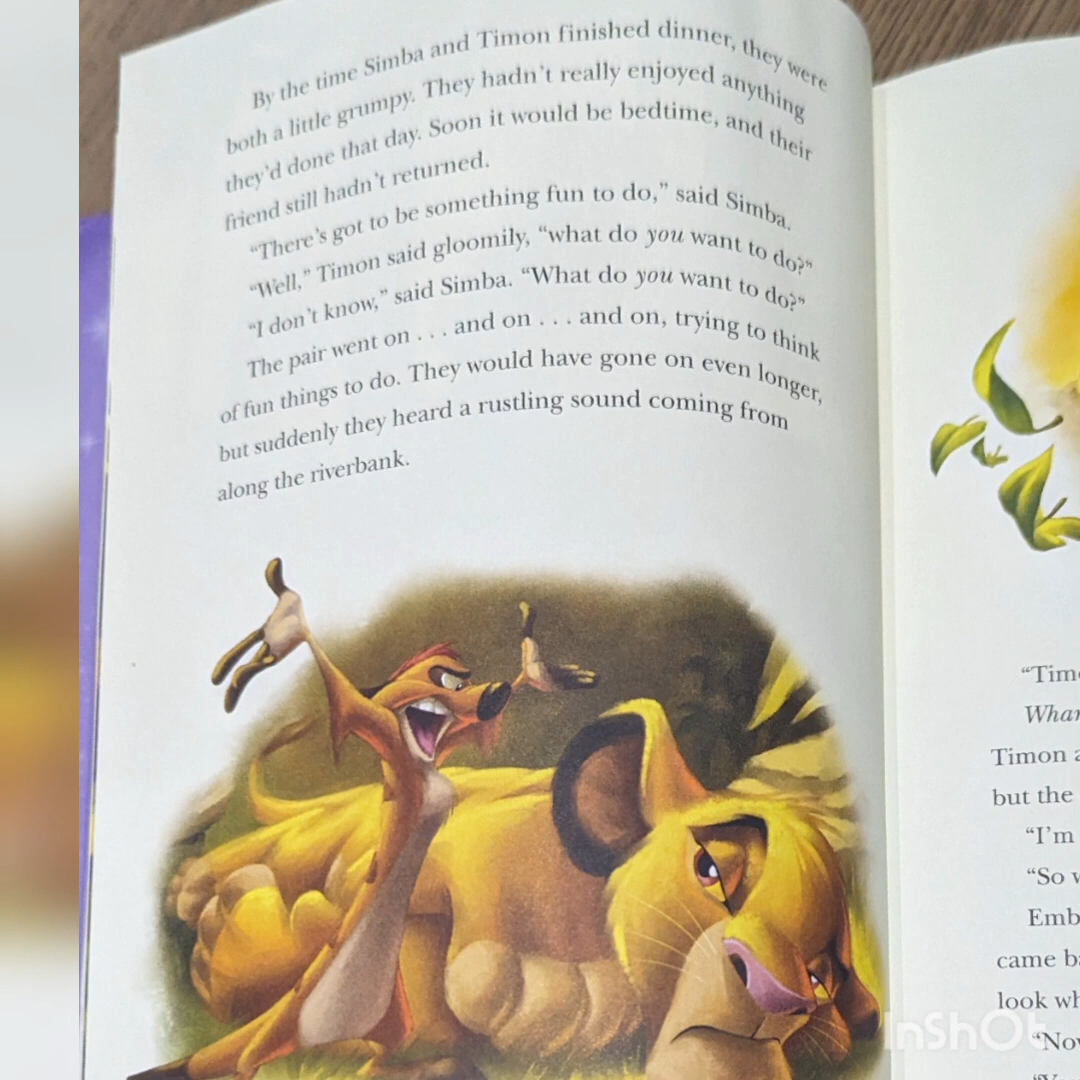 By the time Simba and Timon finished dinner, they were
both a little grumpy. They hadn't really enjoyed anything
they'd done that day. Soon it would be bedtime, and their
friend still hadn't returned.
“There's got to be something fun to do,” said Simba.
“Well,” Timon said gloomily, “what do you want to do?”
“I don't know,” said Simba. “What do you want to do?”
The pair went on . . . and on . . . and on, trying to think
of fun things to do. They would have gone on even longer,
but suddenly they heard a rustling sound coming from
along the riverbank.
Timon
but the
“I'm
“So
came
look
InShOt